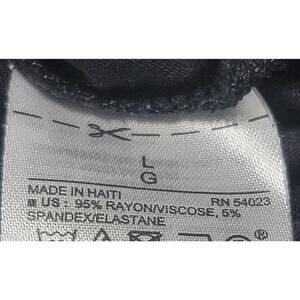 L
G
MADE IN HAITI RN 54023
US: 95% RAYON/VISCOSE, 5%
SPANDEX/ELASTANE
®